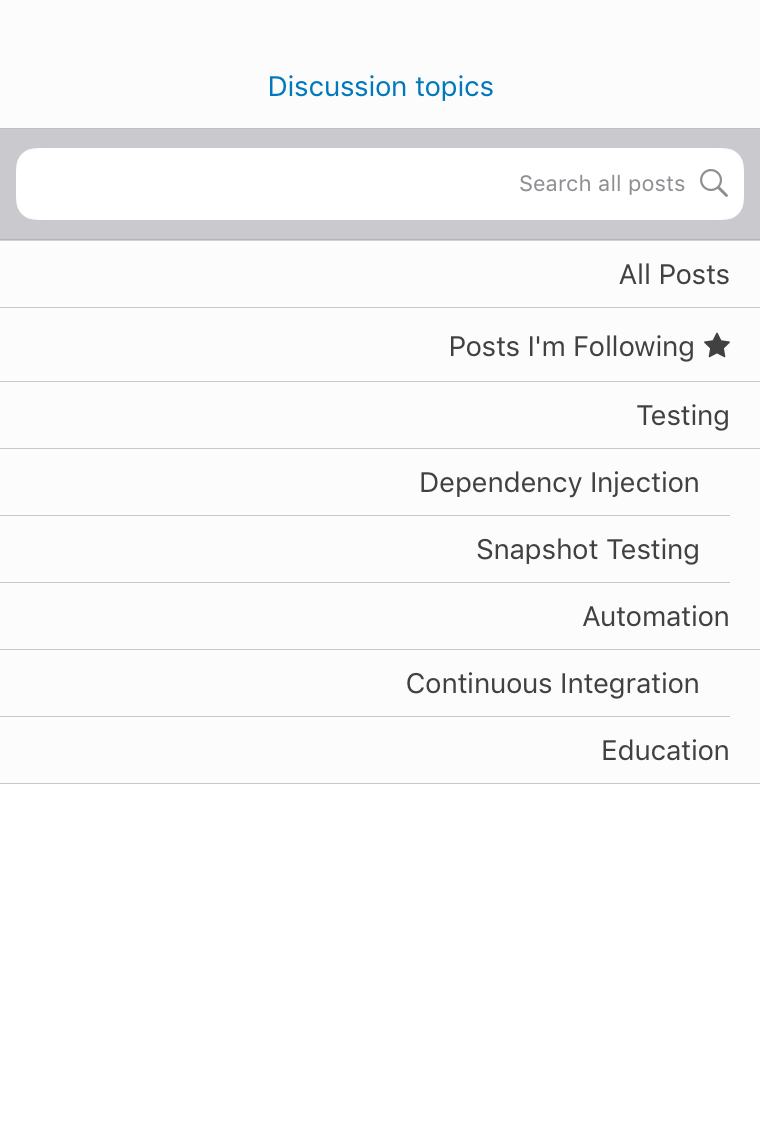 Discussion topics
Search all posts
All Posts
Posts I'm Following
Testing
Dependency Injection
Snapshot Testing
Automation
Continuous Integration
Education